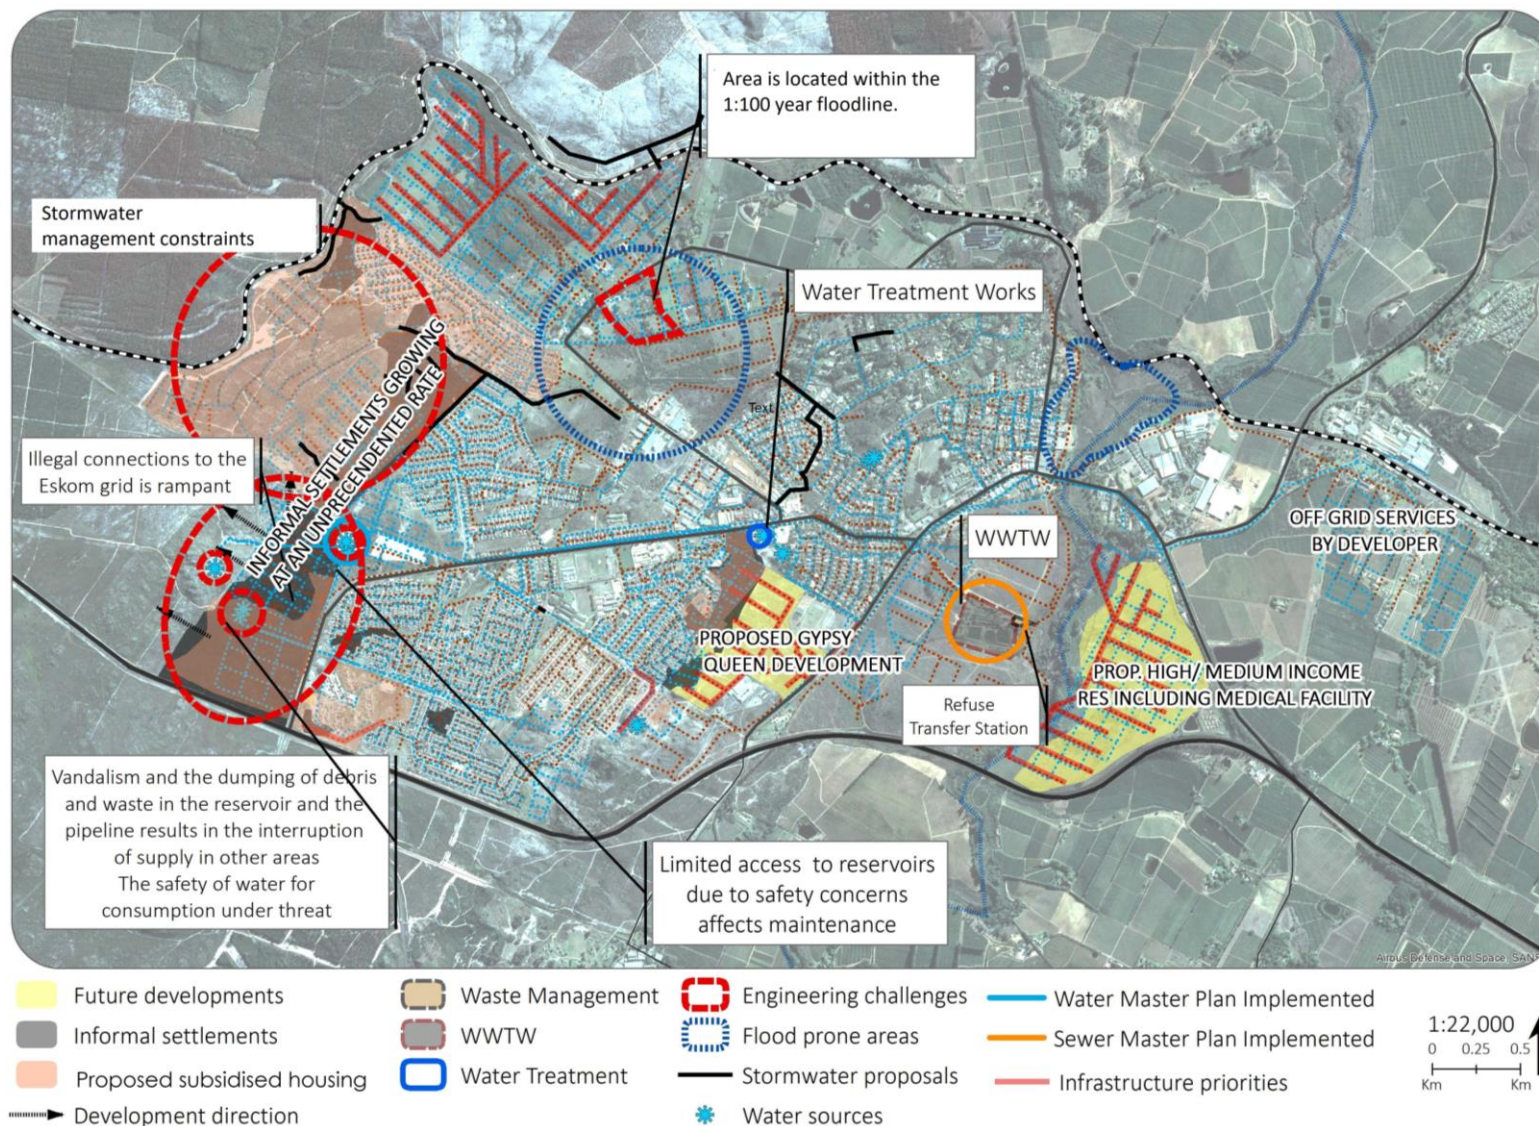 Area is located within the
1:100 year floodline.
Stormwater
management constraints
Water Treatment Works
Text
INFORMAL SETTLEMENTS GROWING
AT AN UNPRECENDENTED RATE
Illegal connections to the
Eskom grid is rampant
OFF GRID SERVICES
BY DEVELOPER
WWTW
PROPOSED GYPSY
QUEEN DEVELOPMENT
PROP. HIGH/ MEDIUM INCOME
RES INCLUDING MEDICAL FACILITY
Refuse
Transfer Station
Vandalism and the dumping of debris
and waste in the reservoir and the
pipeline results in the interruption
of supply in other areas
The safety of water for
consumption under threat
Limited access to reservoirs
due to safety concerns
affects maintenance
Airbus Defense and Space, SANP
Future developments
Informal settlements
Proposed subsidised housing
Development direction
Waste Management
WWTW
Water Treatment
Engineering challenges
Flood prone areas
Stormwater proposals
Water sources
Water Master Plan Implemented
Sewer Master Plan Implemented
Infrastructure priorities
1:22,000
0 0.25 0.5
Km Km